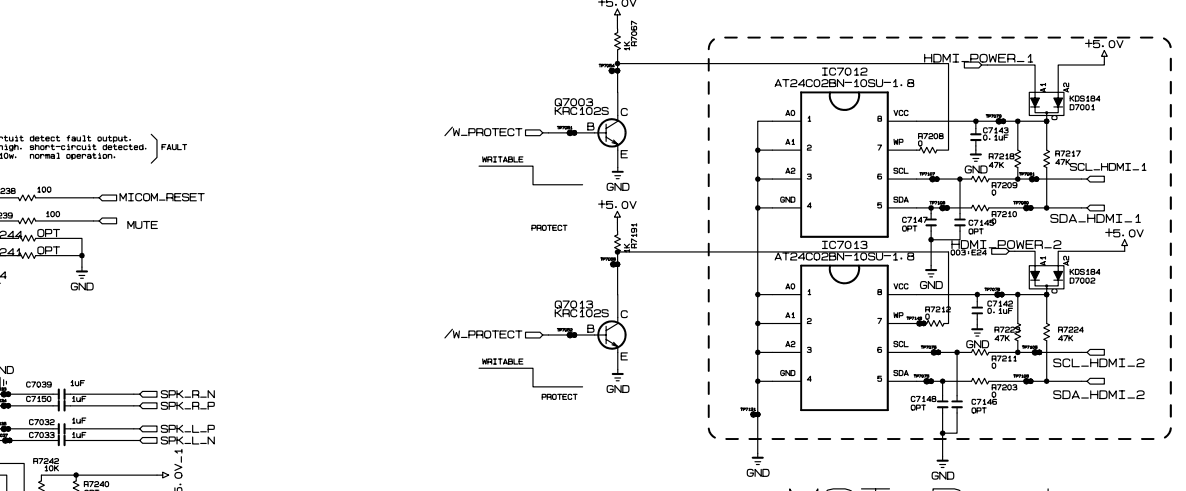 +5.0V
1K
R7067
Q7003
KRC102S
/W_PROTECT
B
C
E
GND
WRITABLE
PROTECT
+5.0V
1K
R7191
Q7013
KRC102S
/W_PROTECT
B
C
E
GND
WRITABLE
PROTECT
detect fault output.
short-circuit detected.
normal operation.
FAULT
100
MICOM_RESET
100
MUTE
OPT
OPT
GND
C7039
1uF
SPK_R_N
C7150
1uF
SPK_R_P
C7032
1uF
SPK_L_P
C7033
1uF
SPK_L_N
R7242
10K
R7240
HDMI_POWER_1
+5.0V
A1
A2
KDS184
D7001
C
IC7012
AT24C02BN-10SU-1.8
A0
1
8
VCC
A1
2
7
WP
A2
3
6
SCL
GND
4
5
SDA
R7208
0
C7143
0.1uF
GND
R7218
47K
R7217
47K
SCL_HDMI_1
R7209
0
R7210
0
SDA_HDMI_1
C7147
OPT
C7145
OPT
GND
IC7013
AT24C02BN-10SU-1.8
HDMI_POWER_2
+5.0V
A1
A2
KDS184
D7002
C
A0
1
8
VCC
A1
2
7
WP
A2
3
6
SCL
GND
4
5
SDA
R7212
0
C7142
0.1uF
GND
47K
R7224
47K
SCL_HDMI_2
R7211
0
R7203
0
SDA_HDMI_2
C7148
OPT
C7146
OPT
GND
GND